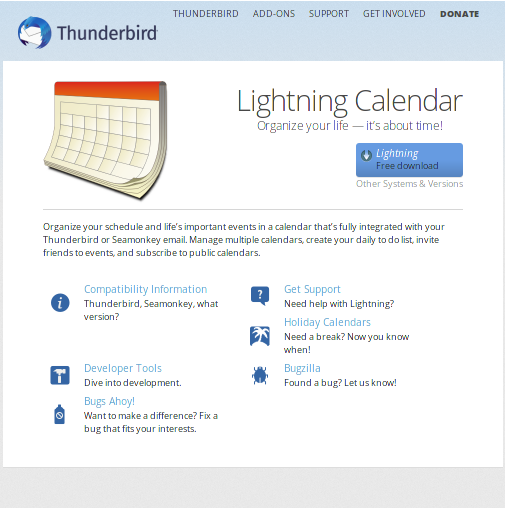 Thunderbird
THUNDERBIRD ADD-ONS SUPPORT GET INVOLVED DONATE
Lightning Calendar
Organize your life — it's about time!
Lightning
Free download
Other Systems & Versions
Organize your schedule and life's important events in a calendar that's fully integrated with your
Thunderbird or Seamonkey email. Manage multiple calendars, create your daily to do list, invite
friends to events, and subscribe to public calendars.
Compatibility Information
Thunderbird, Seamonkey, what
version?
Get Support
Need help with Lightning?
Holiday Calendars
Need a break? Now you know
when!
Developer Tools
Dive into development.
Bugzilla
Found a bug? Let us know!
Bugs Ahoy!
Want to make a difference? Fix a
bug that fits your interests.